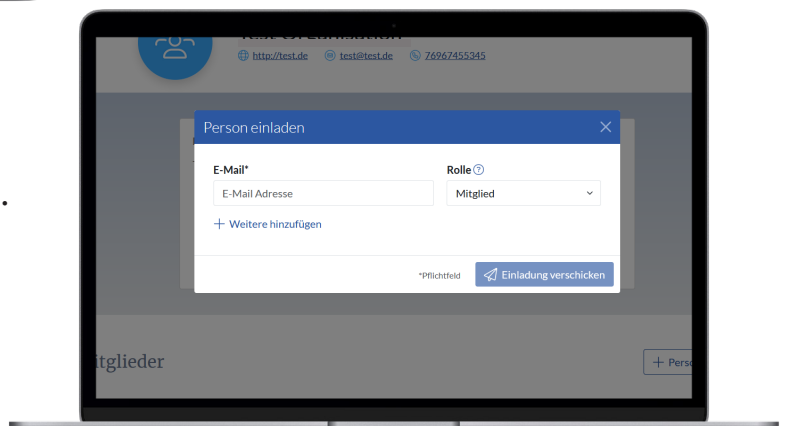 http://test.de test@test.de 76967455345
Person einladen
E-Mail* Rolle
E-Mail Adresse Mitglied
Weitere hinzufügen
*Pflichtfeld Einladung verschicken
itglieder
+ Perso